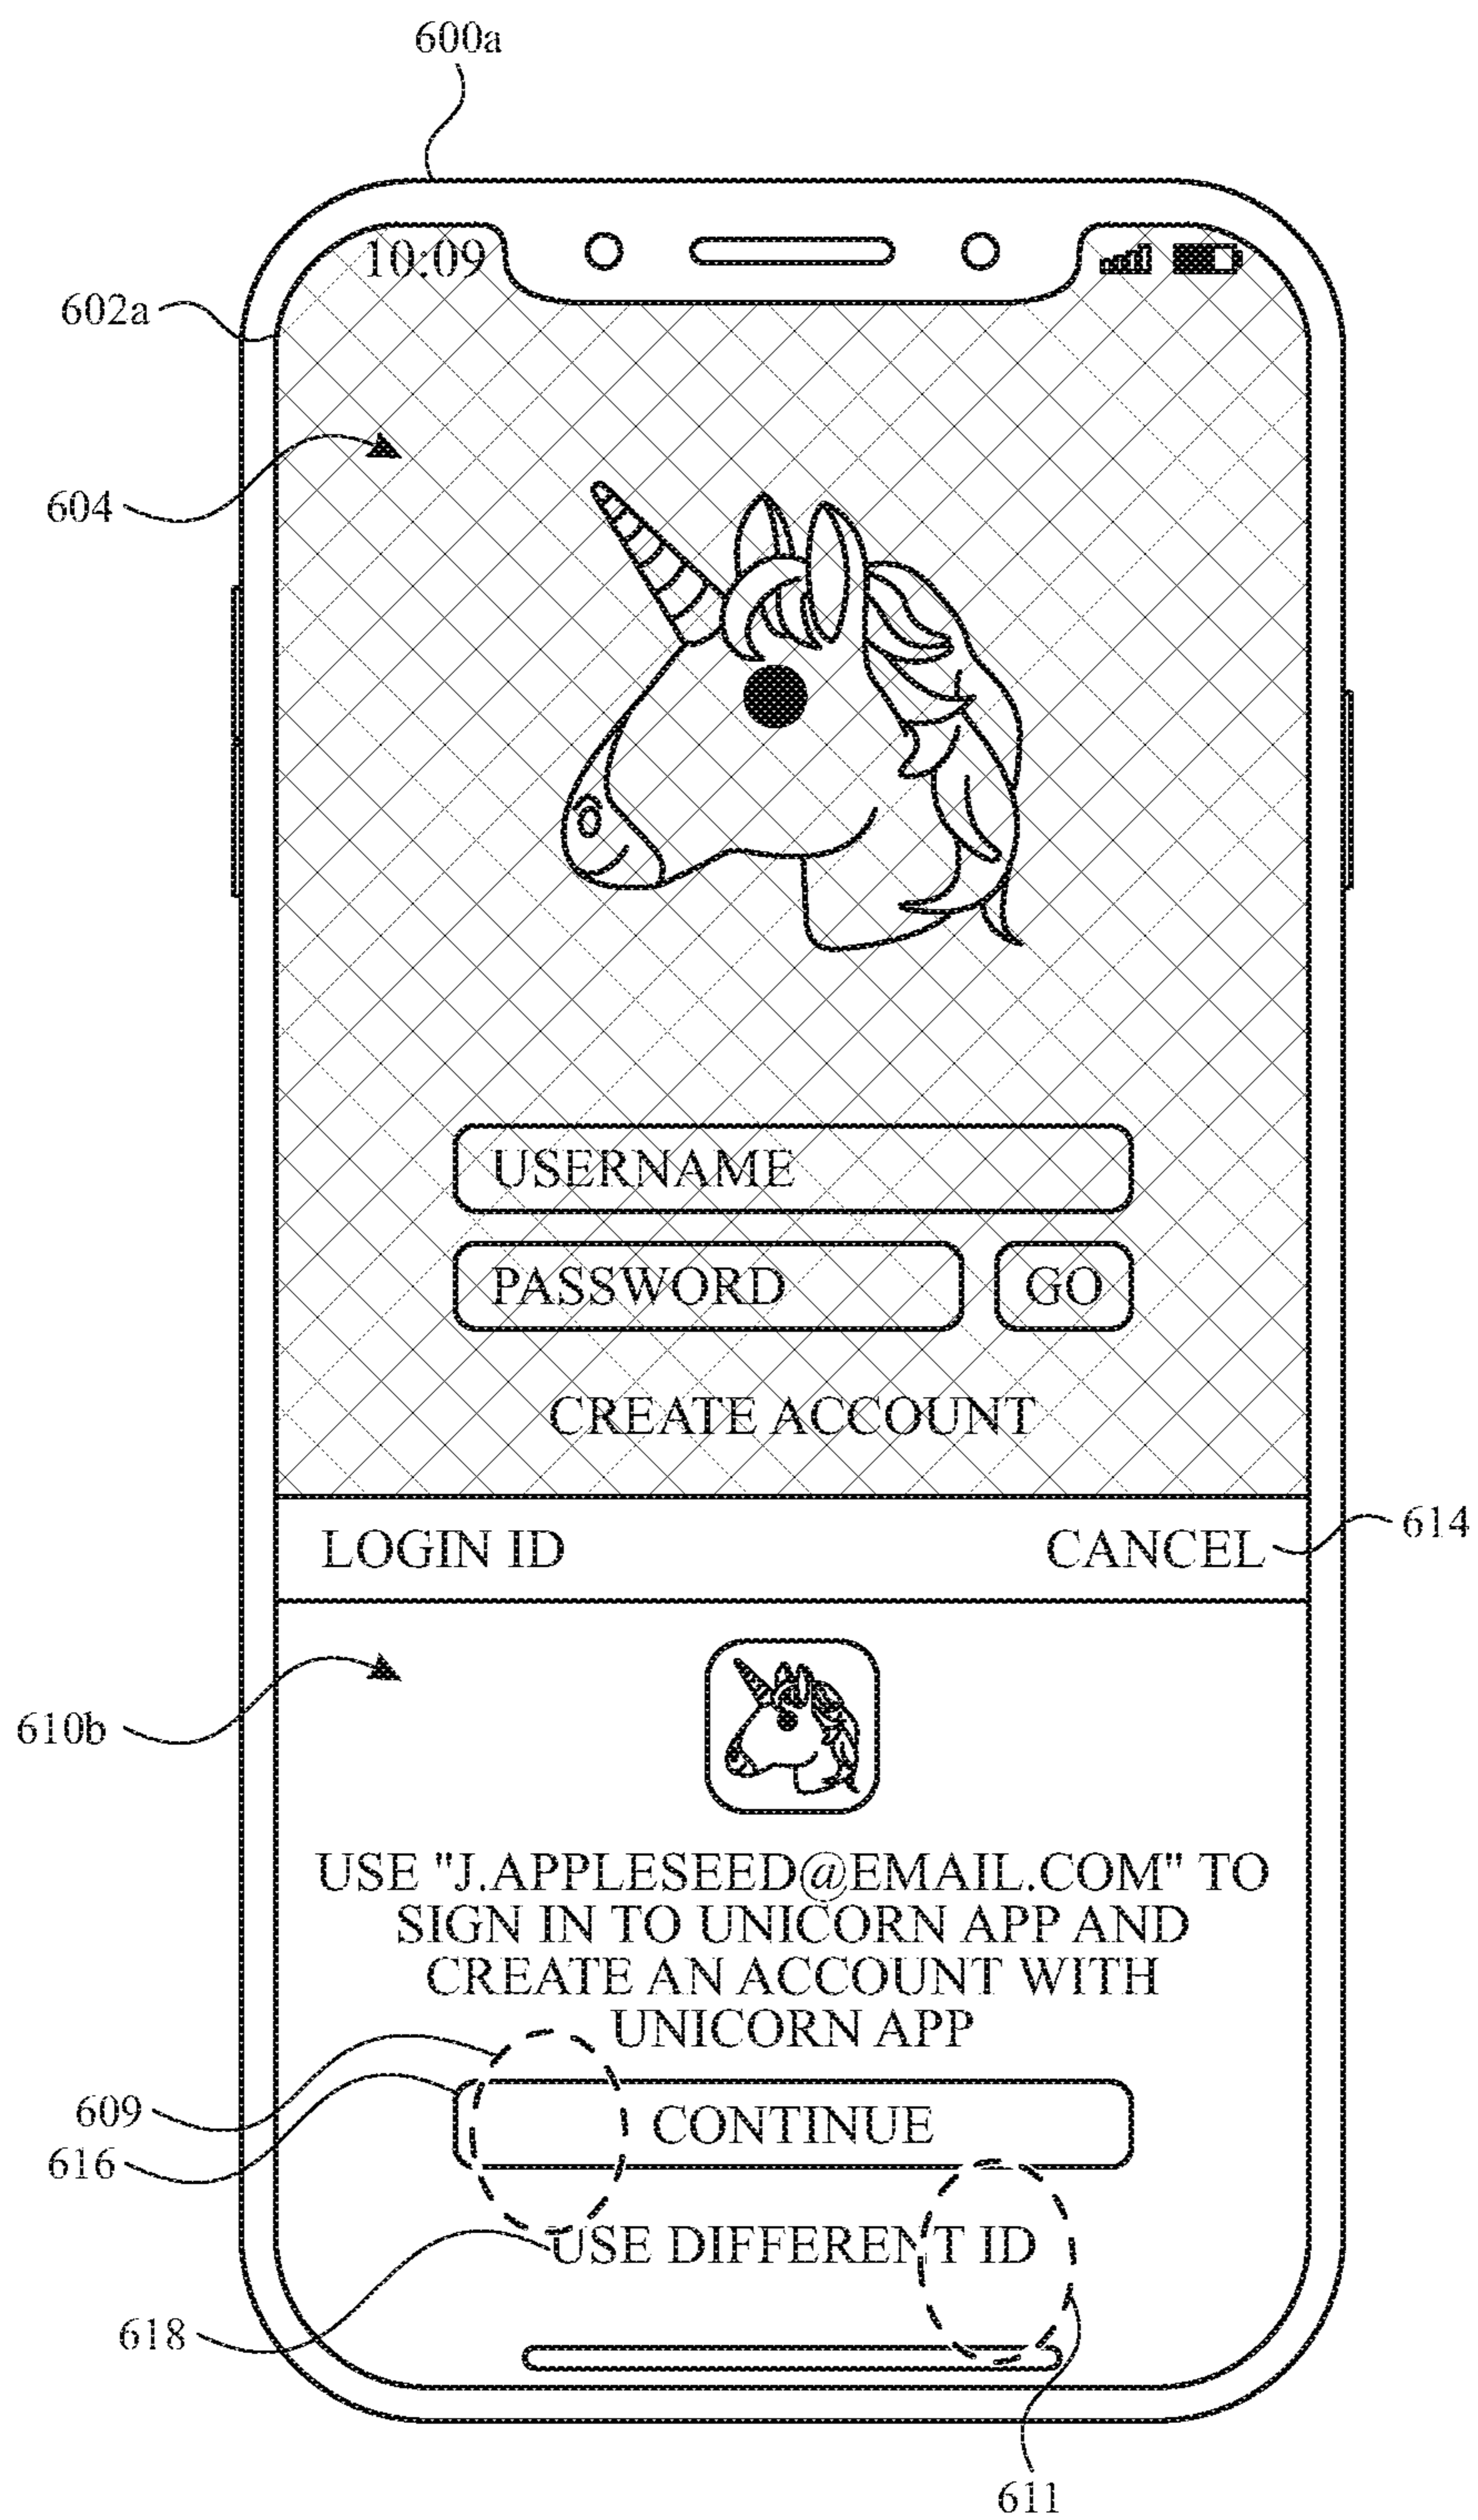 600a
10:09
602a
604
USERNAME
PASSWORD
GO
CREATE ACCOUNT
LOGIN ID
CANCEL
614
610b
USE "J.APPLESEED@EMAIL.COM" TO
SIGN IN TO UNICORN APP AND
CREATE AN ACCOUNT WITH
UNICORN APP
609
616
CONTINUE
USE DIFFERENT ID
618
611